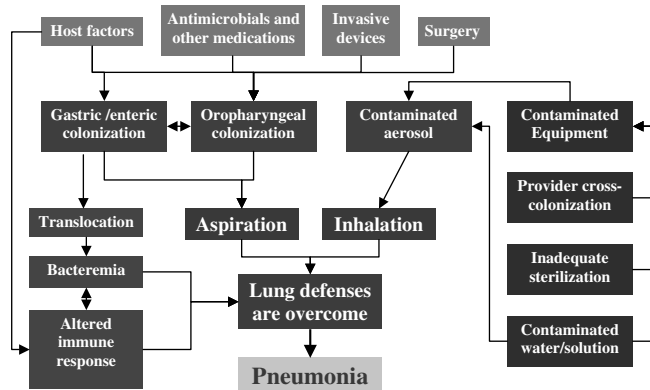 Host factors
Antimicrobials and
other medications
Invasive
devices
Surgery
Gastric /enteric
colonization
Oropharyngeal
colonization
Contaminated
aerosol
Contaminated
Equipment
Provider cross-
colonization
Translocation
Aspiration
Inhalation
Bacteremia
Inadequate
sterilization
Lung defenses
are overcome
Altered
immune
response
Contaminated
water/solution
Pneumonia